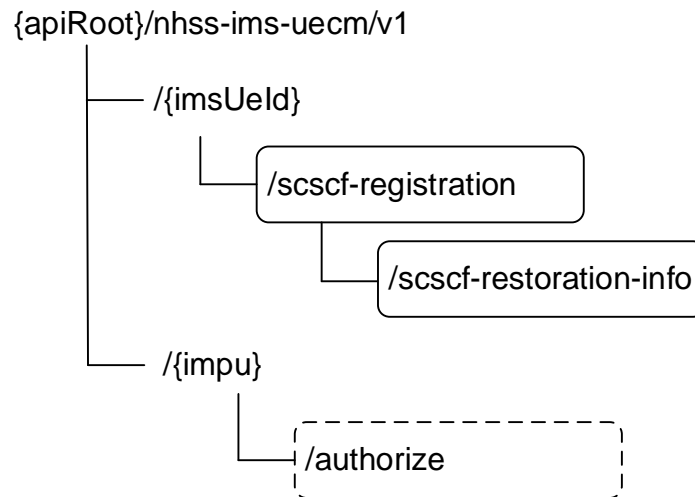 {apiRoot}/nhss-ims-uecm/v1
/{imsUeId}
/scscf-registration
/scscf-restoration-info
/{impu}
/authorize